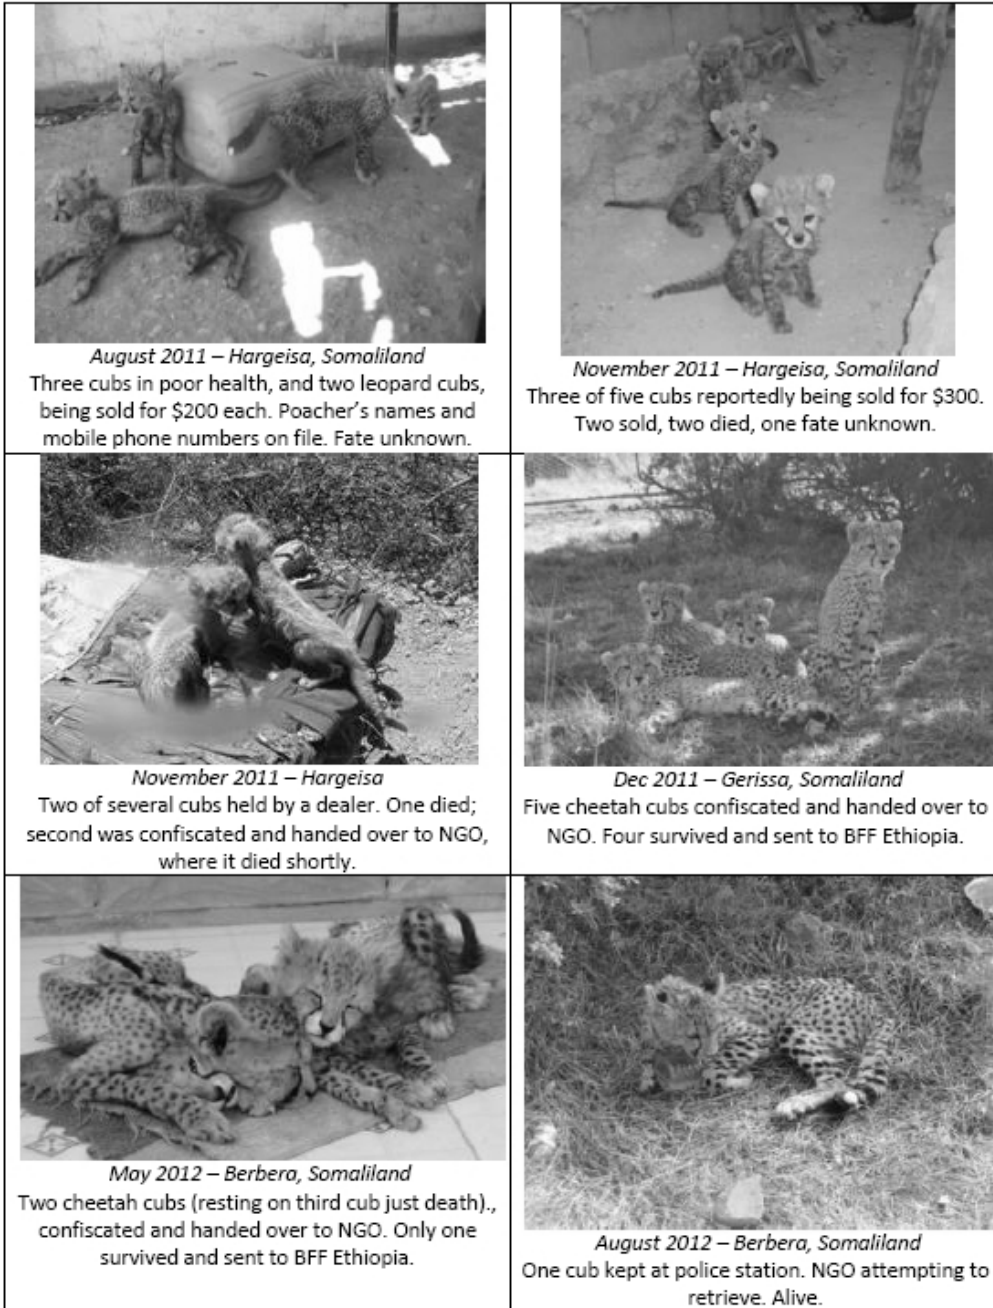 August 2011 – Hargeisa, Somaliland
Three cubs in poor health, and two leopard cubs,
being sold for $200 each. Poacher's names and
mobile phone numbers on file. Fate unknown.
November 2011 – Hargeisa, Somaliland
Three of five cubs reportedly being sold for $300.
Two sold, two died, one fate unknown.
November 2011 – Hargeisa
Two of several cubs held by a dealer. One died;
second was confiscated and handed over to NGO,
where it died shortly.
Dec 2011 – Gerissa, Somaliland
Five cheetah cubs confiscated and handed over to
NGO. Four survived and sent to BFF Ethiopia.
May 2012 – Berbera, Somaliland
Two cheetah cubs (resting on third cub just death).,
confiscated and handed over to NGO. Only one
survived and sent to BFF Ethiopia.
August 2012 – Berbera, Somaliland
One cub kept at police station. NGO attempting to
retrieve. Alive.